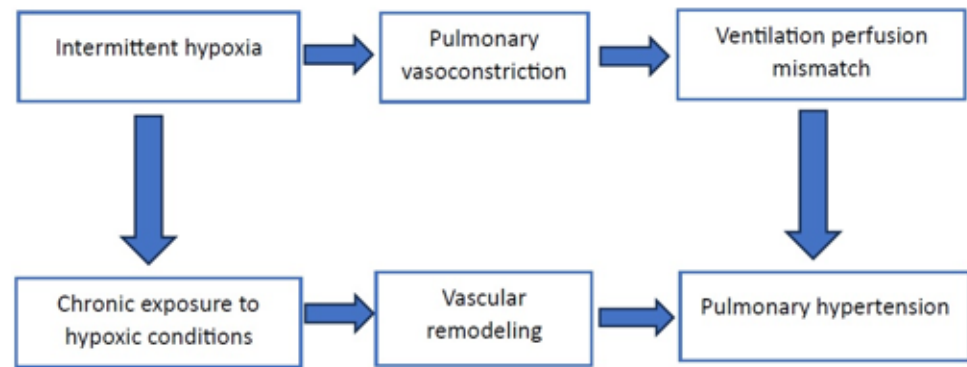 Intermittent hypoxia
Pulmonary
vasoconstriction
Ventilation perfusion
mismatch
Chronic exposure to
hypoxic conditions
Vascular
remodeling
Pulmonary hypertension